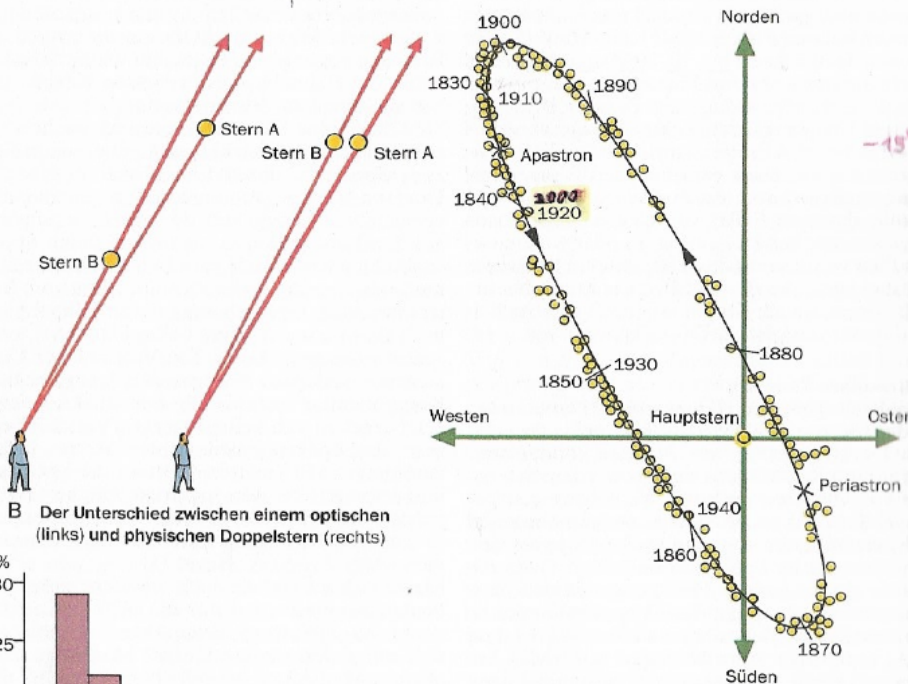 Stern A
Stern B
Stern B
Stern A
B Der Unterschied zwischen einem optischen
(links) und physischen Doppelstern (rechts)
%
30
25
Norden
1900
1890
1830
1910
Apastron
1840
2000
1920
1880
1930
1850
Westen
Hauptstern
Osten
Periastron
1940
1860
1870
Süden
-15